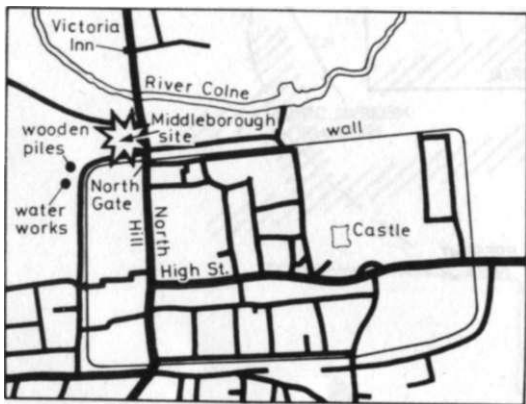 Victoria
Inn
River Colne
Middleborough
site
wooden
piles
wall
water
works
North
Gate
North
Hill
Castle
High St.